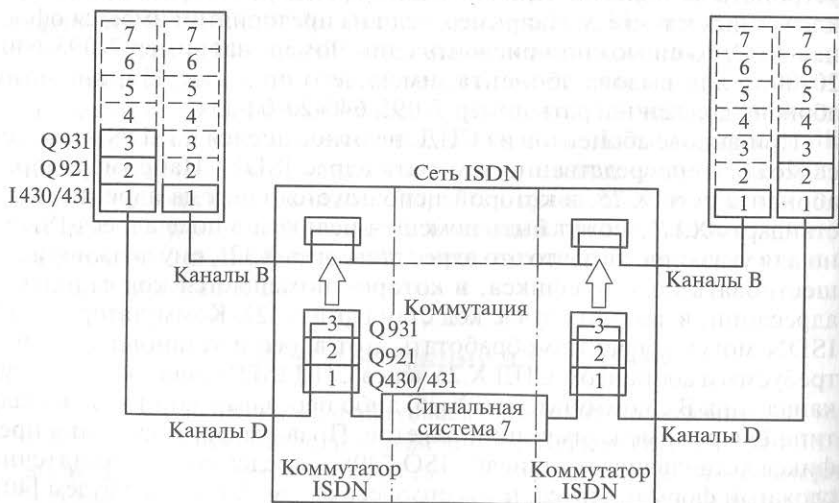 7 7
6 6
5 5
4 4
Q931 3 3
Q921 2 2
I430/431 1 1
7 7
6 6
5 5
4 4
3 3
2 2
1 1
Сеть ISDN
Каналы B
Каналы B
Коммутация
3 Q931
2 Q921
1 Q430/431
3
2
1
Сигнальная
система 7
Каналы D
Каналы D
Коммутатор
ISDN
Коммутатор
ISDN